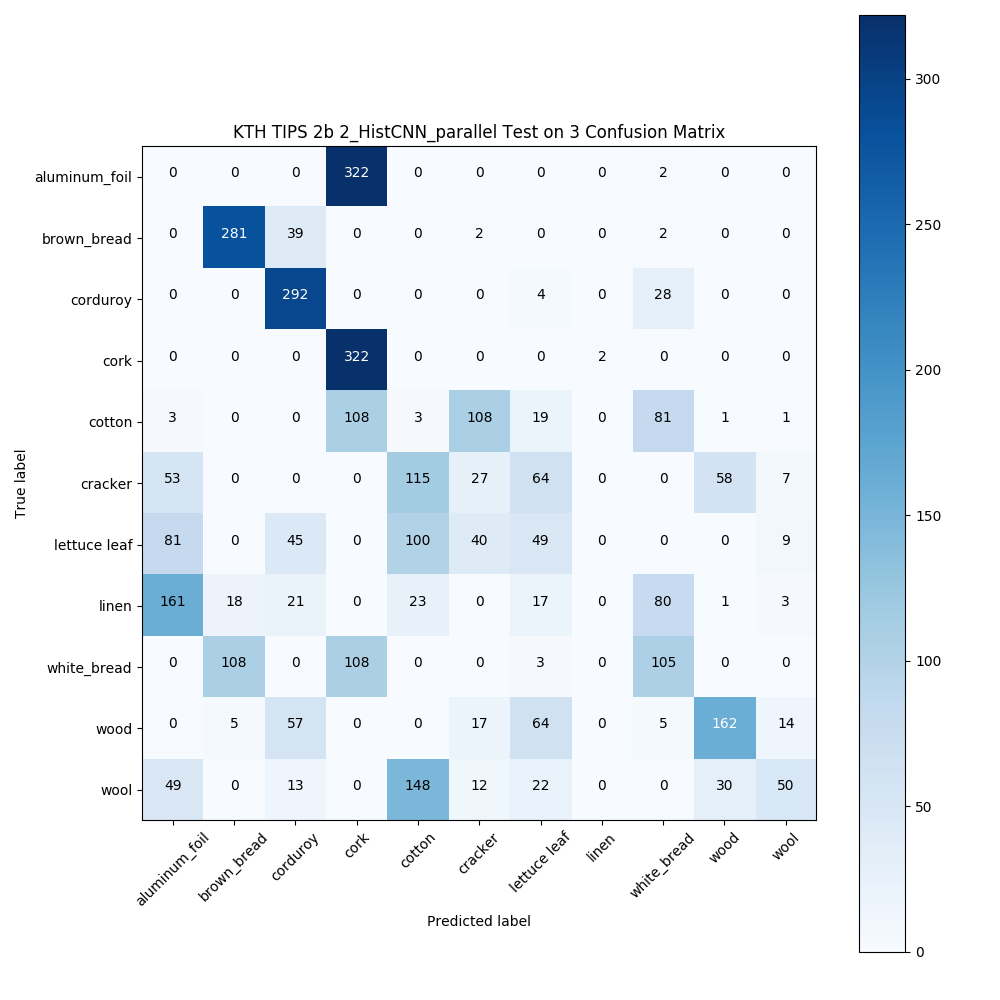 KTH TIPS 2b 2_HistCNN_parallel Test on 3 Confusion Matrix
aluminum_foil 0 0 0 322 0 0 0 0 2 0 0
brown_bread 0 281 39 0 0 2 0 0 2 0 0
corduroy 0 0 292 0 0 0 4 0 28 0 0
cork 0 0 0 322 0 0 0 2 0 0 0
cotton 3 0 0 108 3 108 19 0 81 1 1
cracker 53 0 0 0 115 27 64 0 0 58 7
lettuce leaf 81 0 45 0 100 40 49 0 0 0 9
linen 161 18 21 0 23 0 17 0 80 1 3
white_bread 0 108 0 108 0 0 3 0 105 0 0
wood 0 5 57 0 0 17 64 0 5 162 14
wool 49 0 13 0 148 12 22 0 0 30 50
True label
aluminum_foil brown_bread corduroy cork cotton cracker lettuce leaf linen white_bread wood wool
Predicted label
300
250
200
150
100
50
0